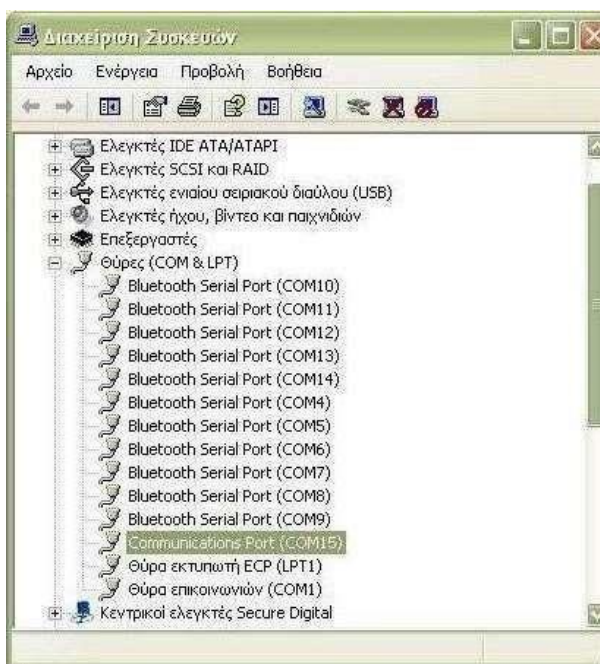 Διαχείριση Συσκευών
Αρχείο Ενέργεια Προβολή Βοήθεια
Ελεγκτές IDE ATA/ATAPI
Ελεγκτές SCSI και RAID
Ελεγκτές ενιαίου σειριακού διαύλου (USB)
Ελεγκτές ήχου, βίντεο και παιχνιδιών
Επεξεργαστές
Θύρες (COM & LPT)
Bluetooth Serial Port (COM10)
Bluetooth Serial Port (COM11)
Bluetooth Serial Port (COM12)
Bluetooth Serial Port (COM13)
Bluetooth Serial Port (COM14)
Bluetooth Serial Port (COM4)
Bluetooth Serial Port (COM5)
Bluetooth Serial Port (COM6)
Bluetooth Serial Port (COM7)
Bluetooth Serial Port (COM8)
Bluetooth Serial Port (COM9)
Communications Port (COM15)
Θύρα εκτυπωτή ECP (LPT1)
Θύρα επικοινωνιών (COM1)
Κεντρικοί ελεγκτές Secure Digital